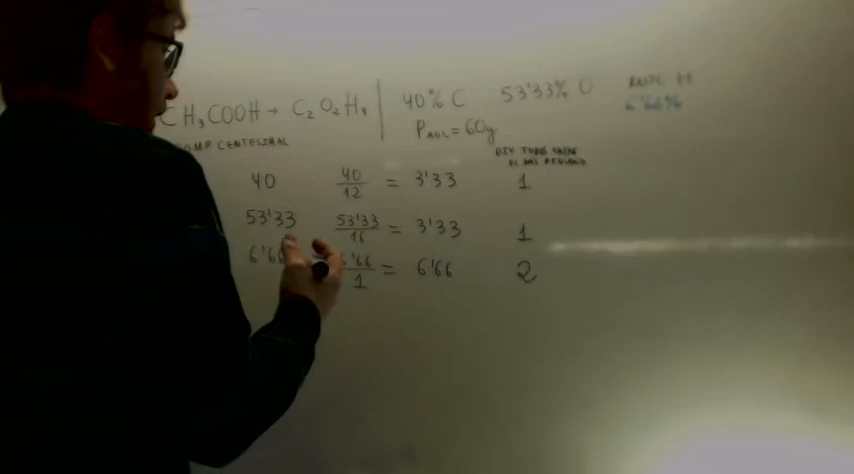 CH₃COOH → C₂O₂H₄ 40% C 53'33% O RESTO H
6'66%
PMOL = 60g
COMP CENTESIMAL DIV TODOS ENTRE
EL MÁS PEQUEÑO
40 40/12 = 3'33 1
53'33 53'33/16 = 3'33 1
6'66 6'66/1 = 6'66 2